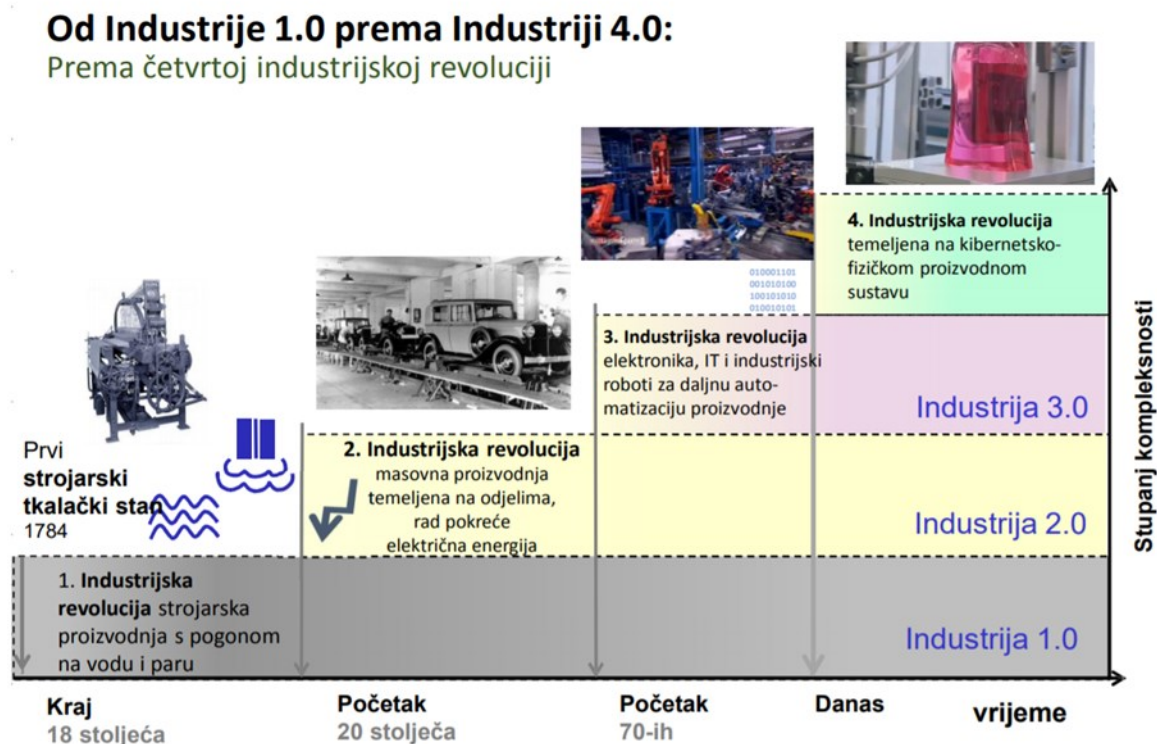 Od Industrije 1.0 prema Industriji 4.0:
Prema četvrtoj industrijskoj revoluciji
4. Industrijska revolucija
temeljena na kibernetsko-
fizičkom proizvodnom
sustavu
010001101
001010100
100101010
010010101
3. Industrijska revolucija
elektronika, IT i industrijski
roboti za daljnu auto-
matizaciju proizvodnje
Industrija 3.0
Prvi
strojarski
tkalački stan
1784
2. Industrijska revolucija
masovna proizvodnja
temeljena na odjelima,
rad pokreće
električna energija
Industrija 2.0
1. Industrijska
revolucija strojarska
proizvodnja s pogonom
na vodu i paru
Industrija 1.0
Stupanj kompleksnosti
Kraj
18 stoljeća
Početak
20 stolječa
Početak
70-ih
Danas
vrijeme